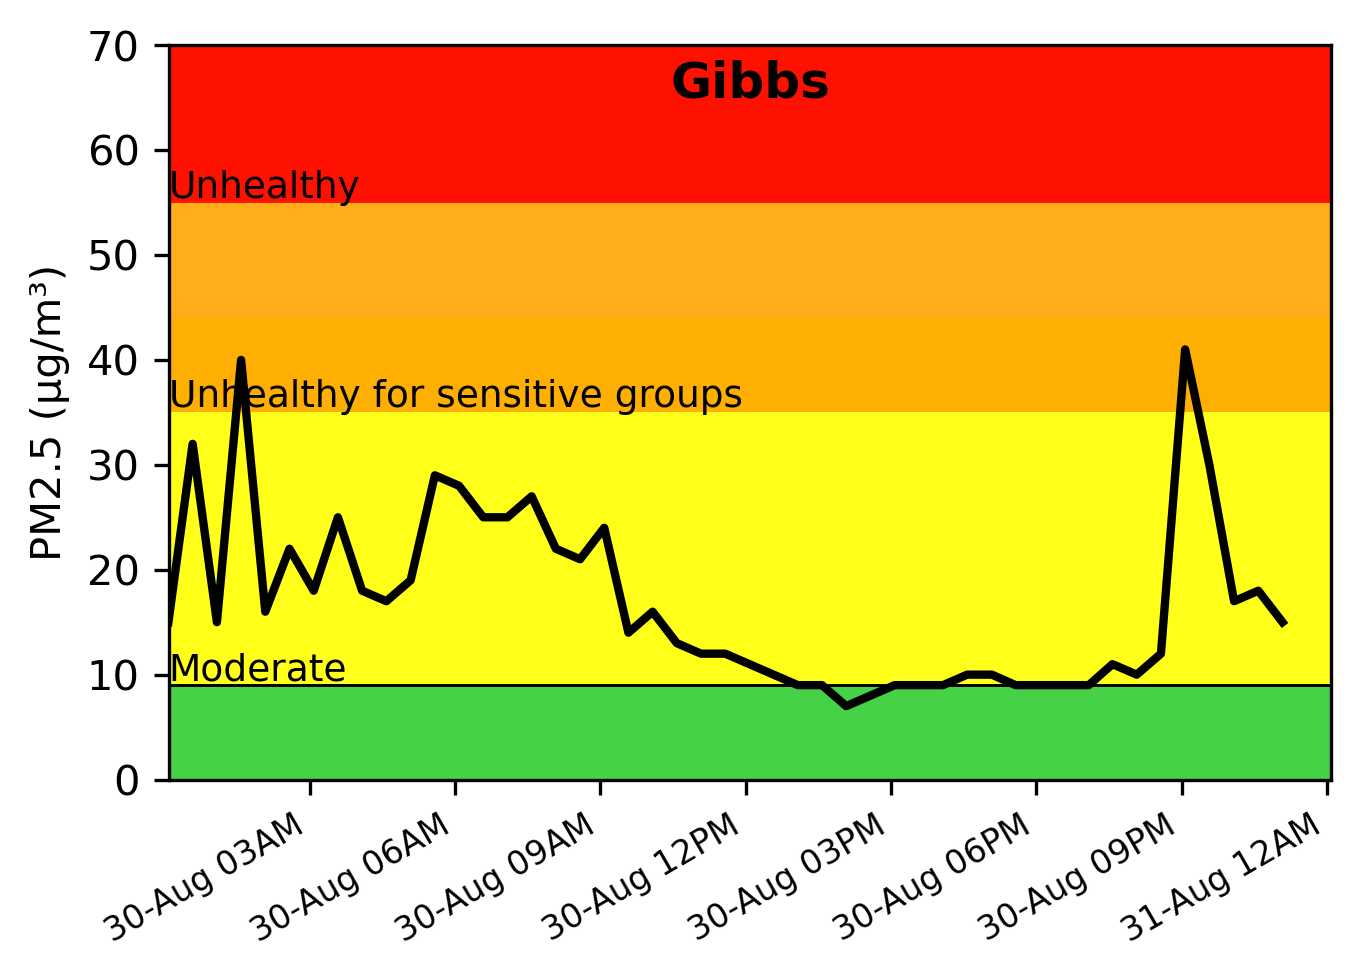 Gibbs
PM2.5 (µg/m³)
70
60
50
40
30
20
10
0
Unhealthy
Unhealthy for sensitive groups
Moderate
30-Aug 03AM
30-Aug 06AM
30-Aug 09AM
30-Aug 12PM
30-Aug 03PM
30-Aug 06PM
30-Aug 09PM
31-Aug 12AM